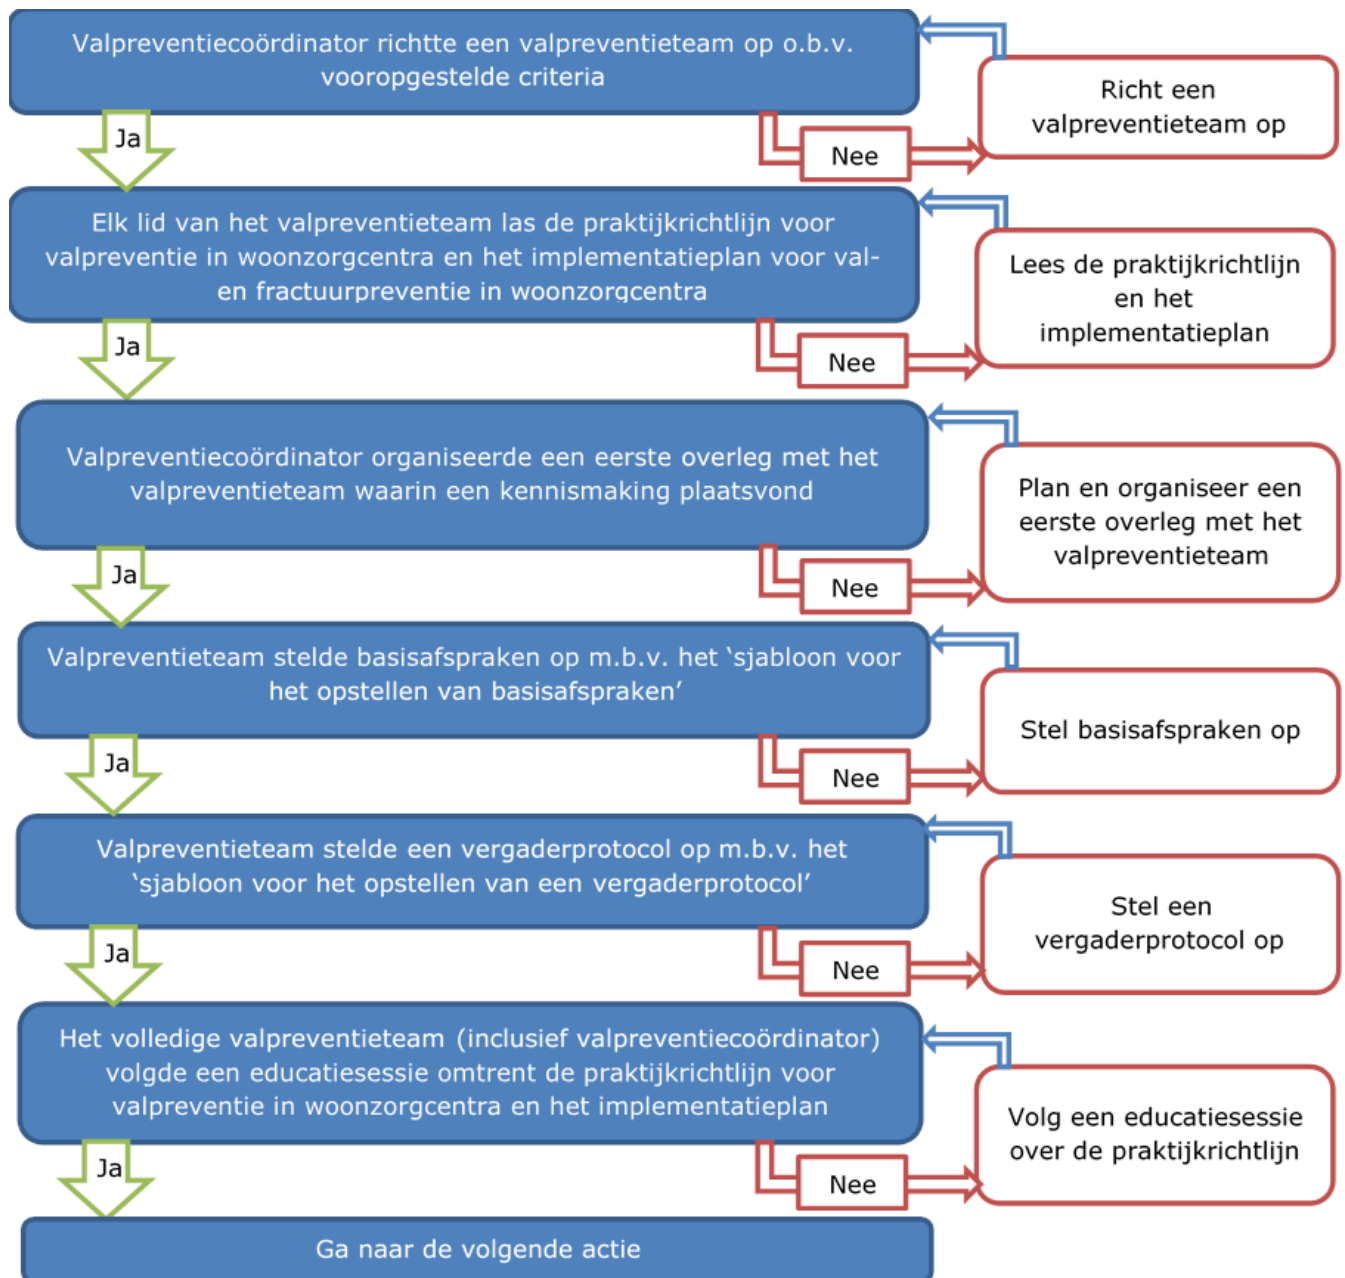 Valpreventiecoördinator richtte een valpreventieteam op o.b.v.
vooropgestelde criteria
Richt een
valpreventieteam op
Ja
Nee
Elk lid van het valpreventieteam las de praktijkrichtlijn voor
valpreventie in woonzorgcentra en het implementatieplan voor val-
en fractuurpreventie in woonzorgcentra
Lees de praktijkrichtlijn
en het
implementatieplan
Ja
Nee
Valpreventiecoördinator organiseerde een eerste overleg met het
valpreventieteam waarin een kennismaking plaatsvond
Plan en organiseer een
eerste overleg met het
valpreventieteam
Ja
Nee
Valpreventieteam stelde basisafspraken op m.b.v. het ‘sjabloon voor
het opstellen van basisafspraken’
Stel basisafspraken op
Ja
Nee
Valpreventieteam stelde een vergaderprotocol op m.b.v. het
‘sjabloon voor het opstellen van een vergaderprotocol’
Stel een
vergaderprotocol op
Ja
Nee
Het volledige valpreventieteam (inclusief valpreventiecoördinator)
volgde een educatiesessie omtrent de praktijkrichtlijn voor
valpreventie in woonzorgcentra en het implementatieplan
Volg een educatiesessie
over de praktijkrichtlijn
Ja
Nee
Ga naar de volgende actie